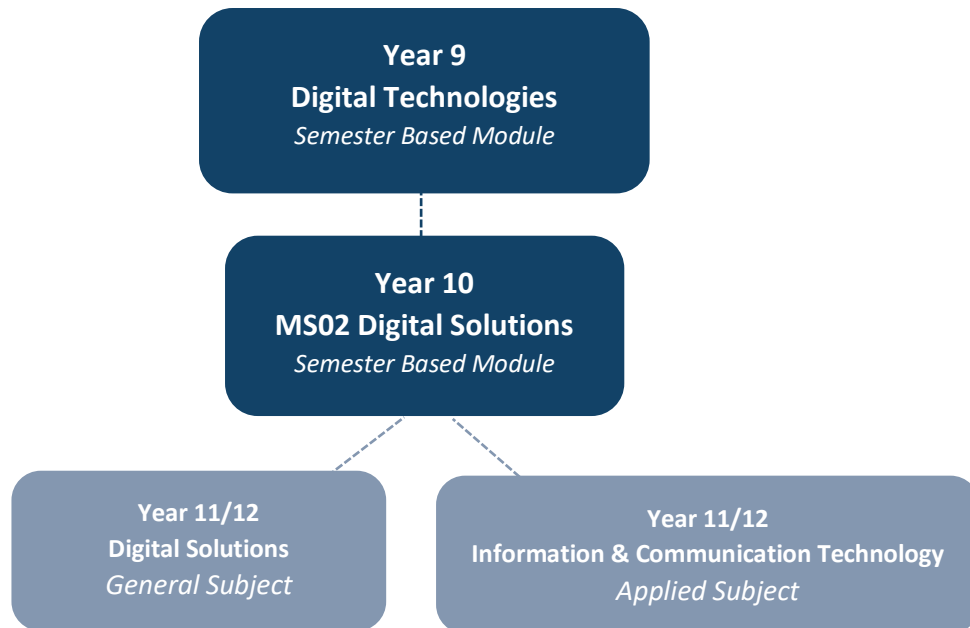 Year 9
Digital Technologies
Semester Based Module
Year 10
MS02 Digital Solutions
Semester Based Module
Year 11/12
Digital Solutions
General Subject
Year 11/12
Information & Communication Technology
Applied Subject